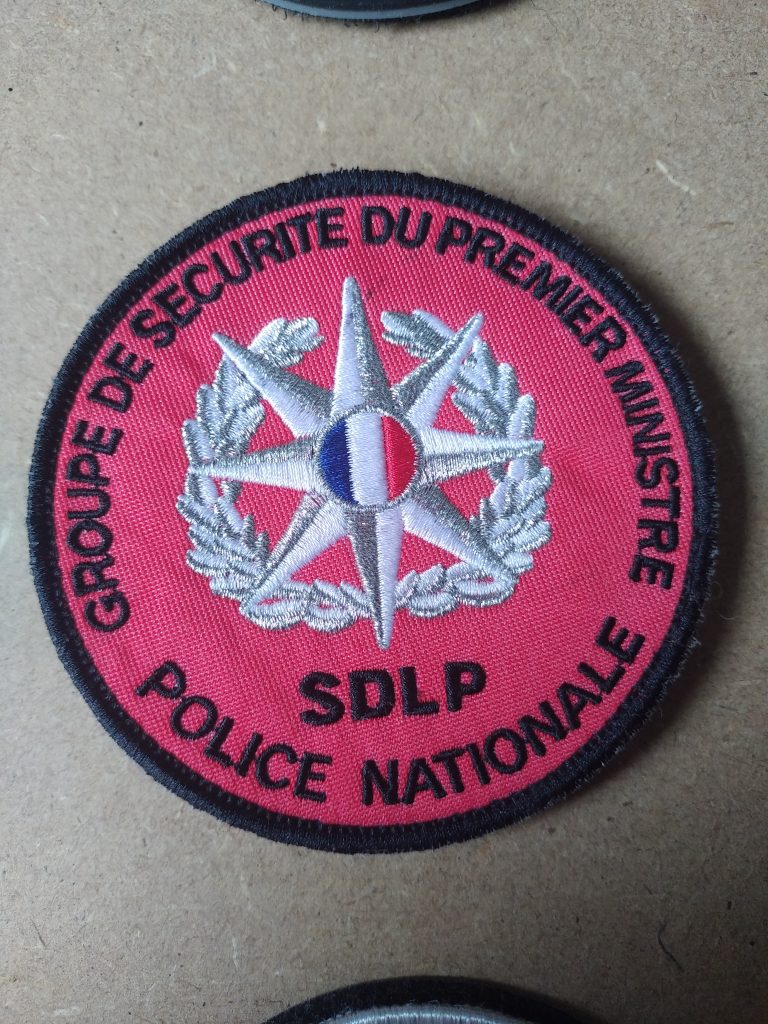 GROUPE DE SECURITE DU PREMIER MINISTRE
SDLP
POLICE NATIONALE